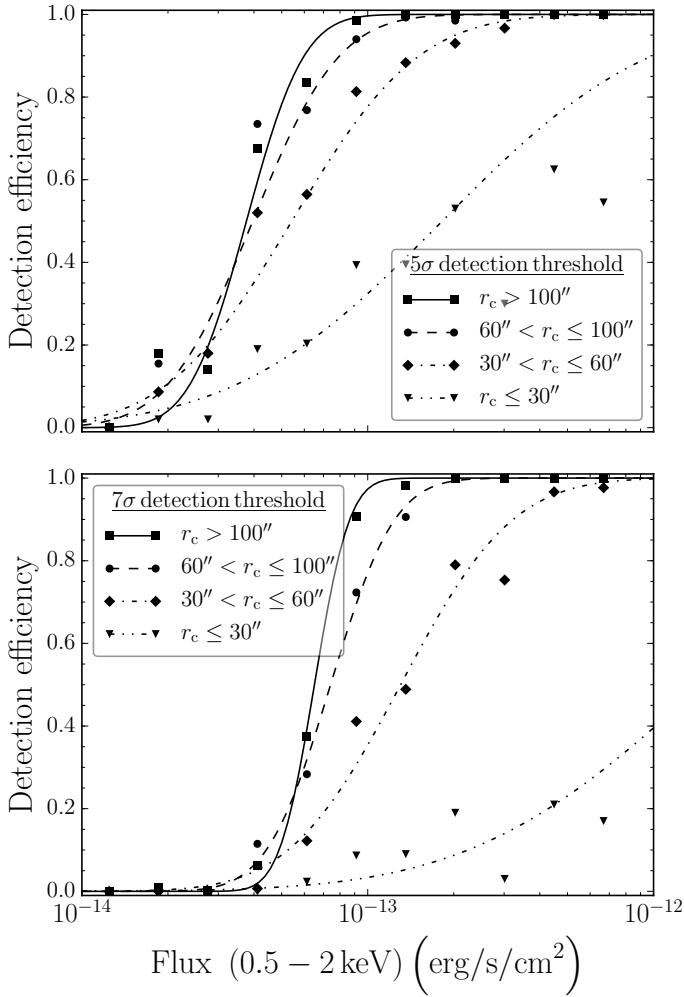 1.0
0.8
0.6
0.4
0.2
0.0
Detection efficiency
5σ detection threshold
r_c > 100″
60″ < r_c ≤ 100″
30″ < r_c ≤ 60″
r_c ≤ 30″
1.0
0.8
0.6
0.4
0.2
0.0
Detection efficiency
7σ detection threshold
r_c > 100″
60″ < r_c ≤ 100″
30″ < r_c ≤ 60″
r_c ≤ 30″
10⁻¹⁴ 10⁻¹³ 10⁻¹²
Flux (0.5 − 2 keV) (erg/s/cm²)